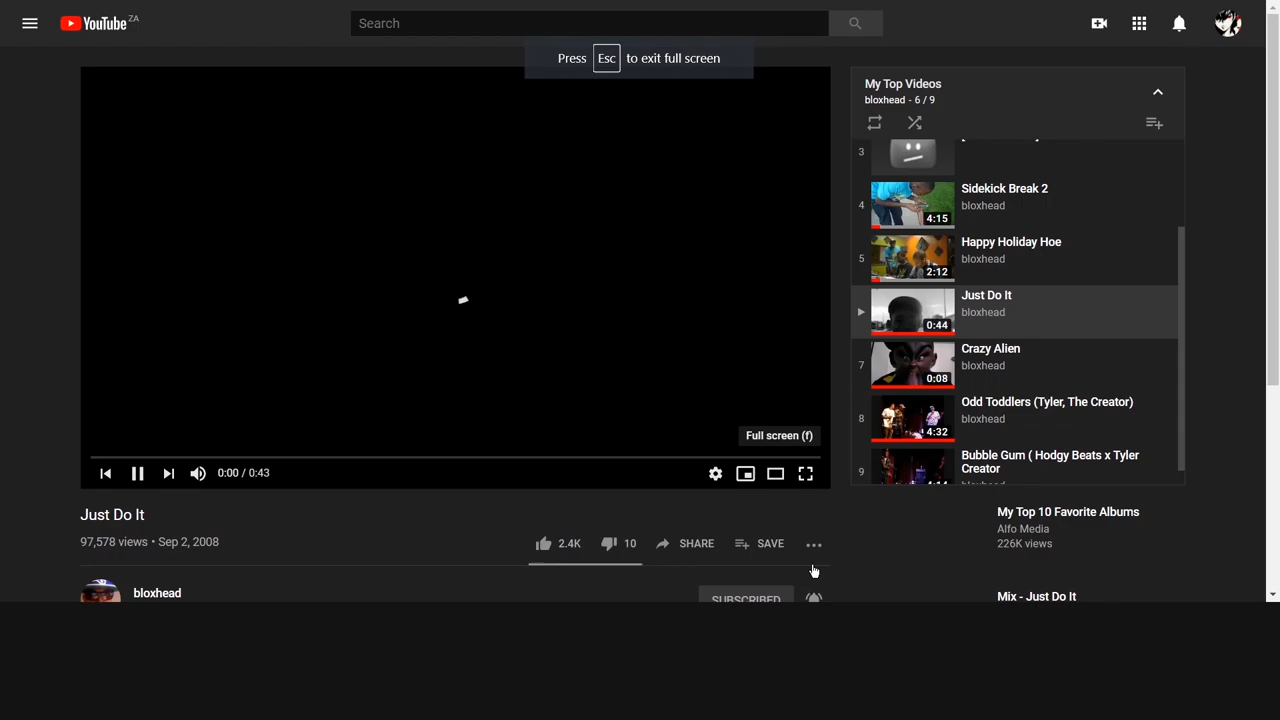 YouTube ZA
Search
Press Esc to exit full screen
My Top Videos
bloxhead - 6 / 9
3
4
4:15
Sidekick Break 2
bloxhead
5
2:12
Happy Holiday Hoe
bloxhead
0:44
Just Do It
bloxhead
7
0:08
Crazy Alien
bloxhead
8
4:32
Odd Toddlers (Tyler, The Creator)
bloxhead
9
Bubble Gum ( Hodgy Beats x Tyler
Creator
Full screen (f)
0:00 / 0:43
Just Do It
97,578 views • Sep 2, 2008
2.4K 10 SHARE SAVE
bloxhead
SUBSCRIBED
My Top 10 Favorite Albums
Alfo Media
226K views
Mix - Just Do It